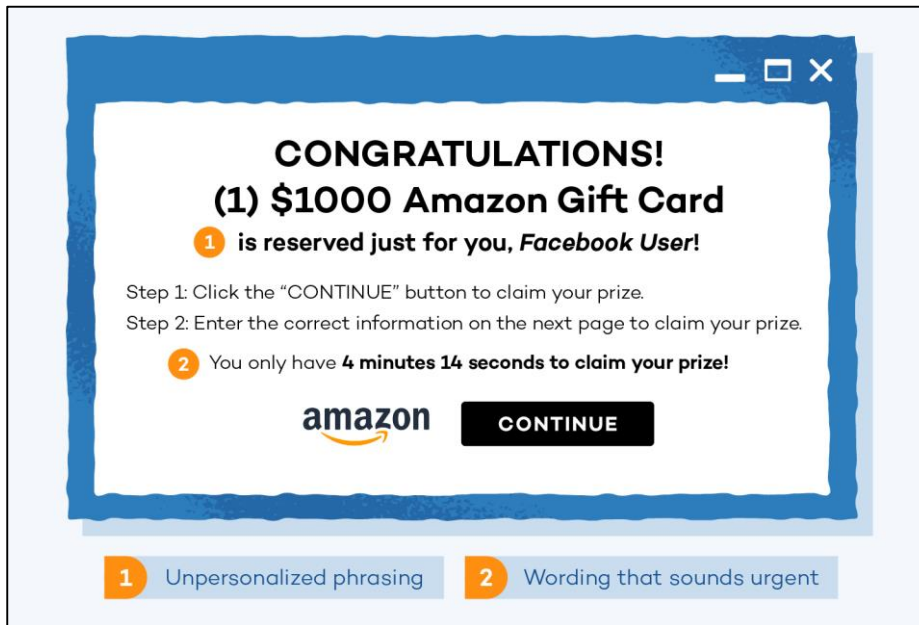 CONGRATULATIONS!
(1) $1000 Amazon Gift Card
1 is reserved just for you, Facebook User!
Step 1: Click the “CONTINUE” button to claim your prize.
Step 2: Enter the correct information on the next page to claim your prize.
2 You only have 4 minutes 14 seconds to claim your prize!
amazon CONTINUE
1 Unpersonalized phrasing 2 Wording that sounds urgent